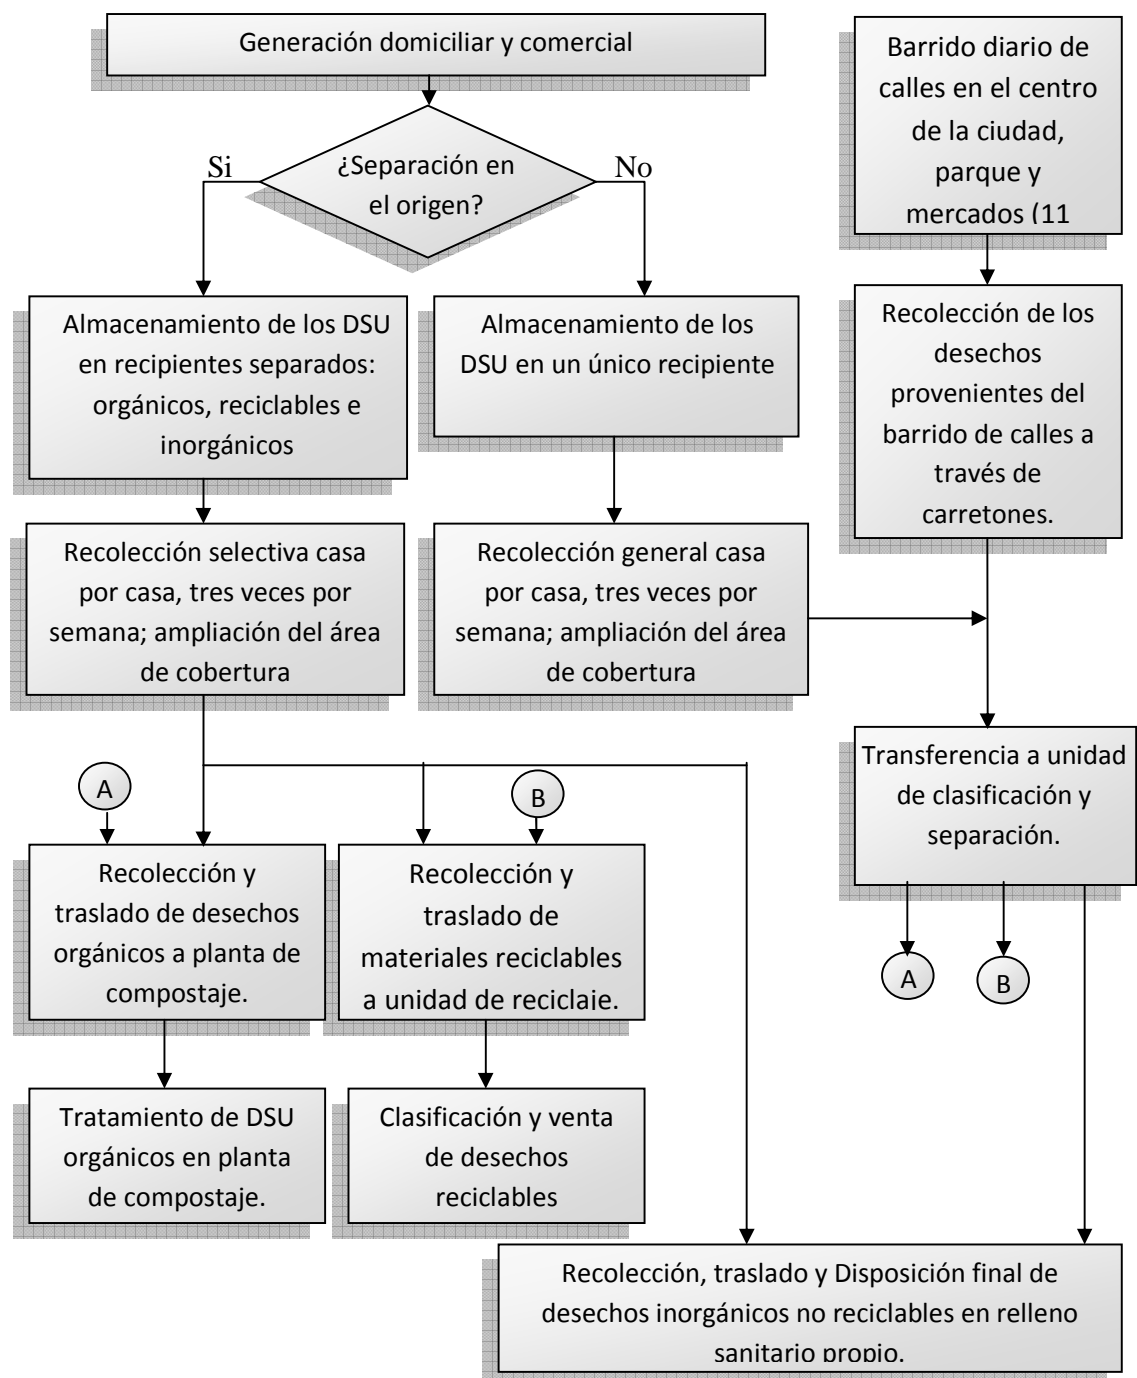 Generación domiciliar y comercial
¿Separación en
el origen?
Si
No
Barrido diario de
calles en el centro
de la ciudad,
parque y
mercados (11
Almacenamiento de los DSU
en recipientes separados:
orgánicos, reciclables e
inorgánicos
Almacenamiento de los
DSU en un único recipiente
Recolección de los
desechos
provenientes del
barrido de calles a
través de
carretones.
Recolección selectiva casa
por casa, tres veces por
semana; ampliación del área
de cobertura
Recolección general casa
por casa, tres veces por
semana; ampliación del área
de cobertura
Transferencia a unidad
de clasificación y
separación.
A
B
Recolección y
traslado de desechos
orgánicos a planta de
compostaje.
Recolección y
traslado de
materiales reciclables
a unidad de reciclaje.
A
B
Tratamiento de DSU
orgánicos en planta
de compostaje.
Clasificación y venta
de desechos
reciclables
Recolección, traslado y Disposición final de
desechos inorgánicos no reciclables en relleno
sanitario propio.